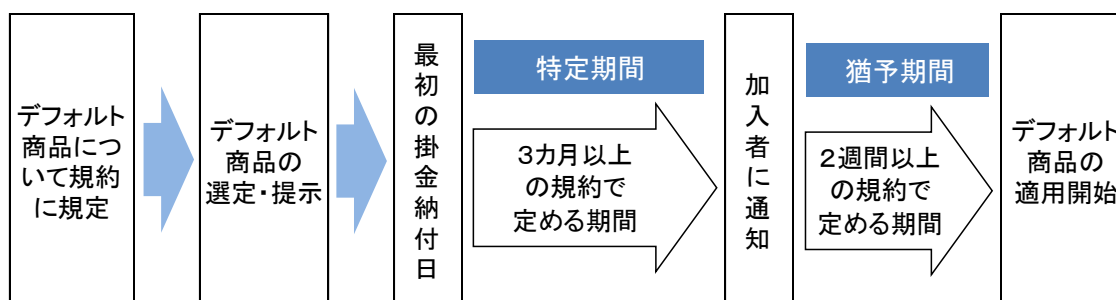 デフォルト
商品につ
いて規約
に規定
デフォルト
商品の
選定・提示
最初の掛金納付日
特定期間
3カ月以上
の規約で
定める期間
加入者に通知
猶予期間
2週間以上
の規約で
定める期間
デフォルト
商品の
適用開始